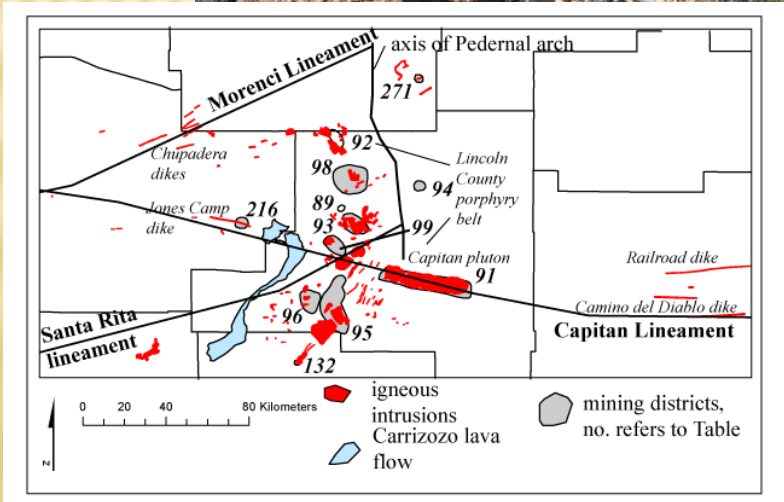 axis of Pedernal arch
Morenci Lineament
271
92
Chupadera
dikes
98
Lincoln
County
porphyry
belt
94
89
Jones Camp
dike
216
93
99
Capitan pluton
91
Railroad dike
Camino del Diablo dike
Santa Rita
lineament
96
95
Capitan Lineament
132
0 20 40 80 Kilometers
igneous
intrusions
Carrizozo lava
flow
mining districts,
no. refers to Table
z